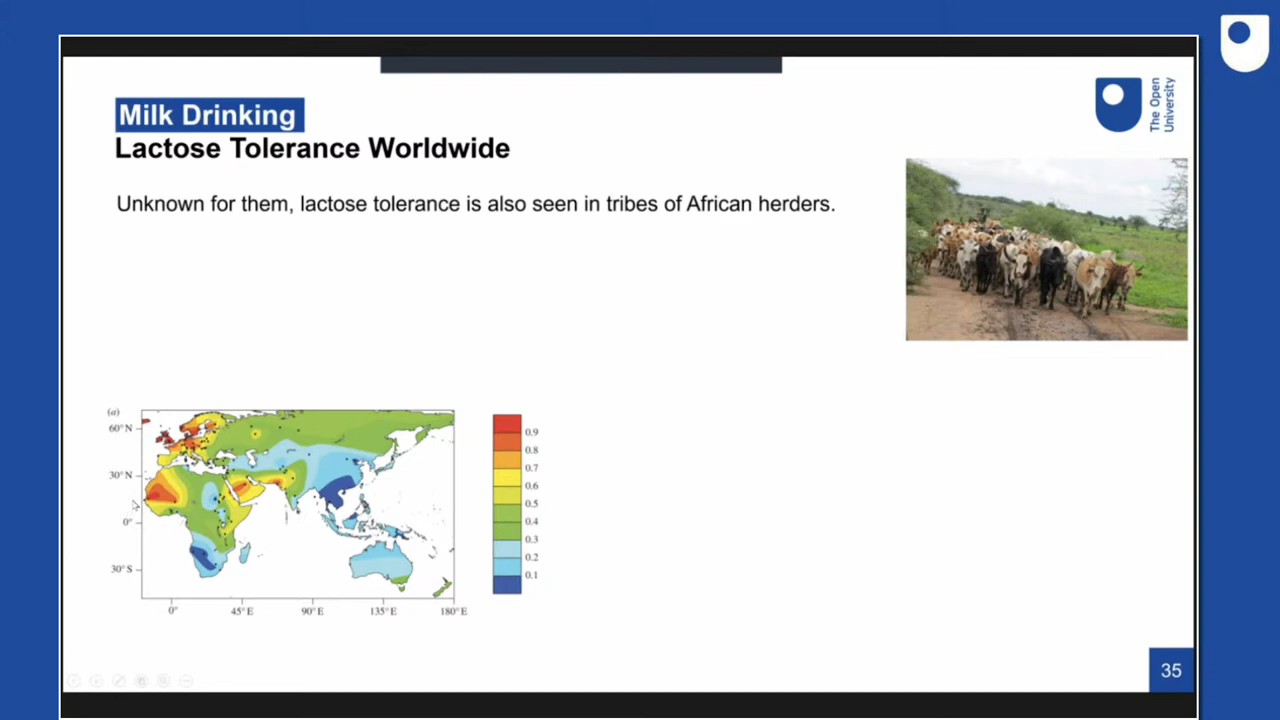 Milk Drinking
Lactose Tolerance Worldwide
The Open
University
Unknown for them, lactose tolerance is also seen in tribes of African herders.
(a)
60°N
30°N
0°
30°S
0°
45°E
90°E
135°E
180°E
0.9
0.8
0.7
0.6
0.5
0.4
0.3
0.2
0.1
35